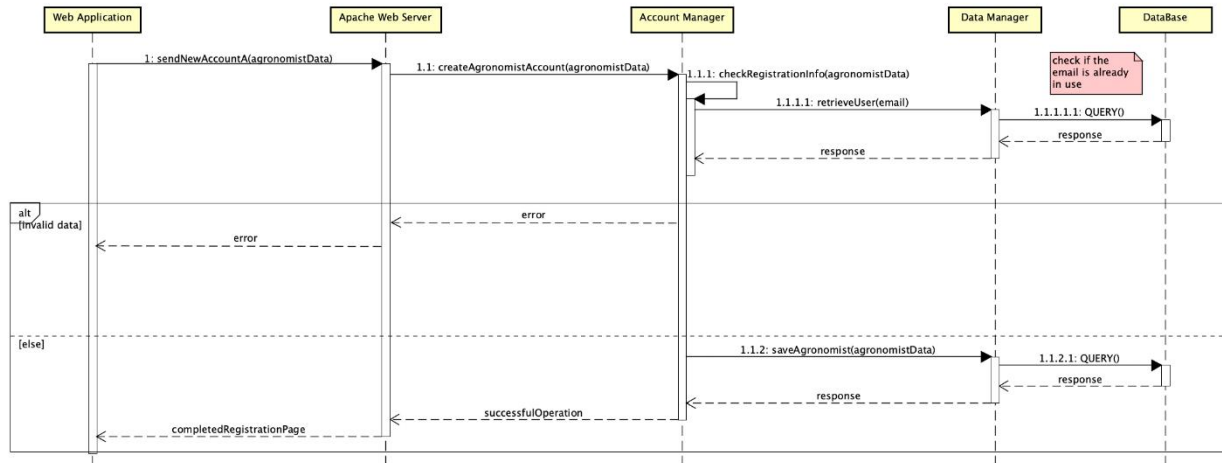 Web Application
Apache Web Server
Account Manager
Data Manager
DataBase
1: sendNewAccountA(agronomistData)
1.1: createAgronomistAccount(agronomistData)
1.1.1: checkRegistrationInfo(agronomistData)
check if the
email is already
in use
1.1.1.1: retrieveUser(email)
1.1.1.1.1: QUERY()
response
response
alt
[invalid data]
error
error
[else]
1.1.2: saveAgronomist(agronomistData)
1.1.2.1: QUERY()
response
response
successfulOperation
completedRegistrationPage